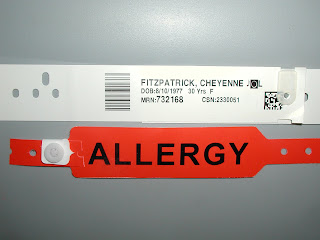 FITZPATRICK, CHEYENNE
DOB:8/10/1977 30 Yrs F
MRN:732168 CSN:2330051
ALLERGY